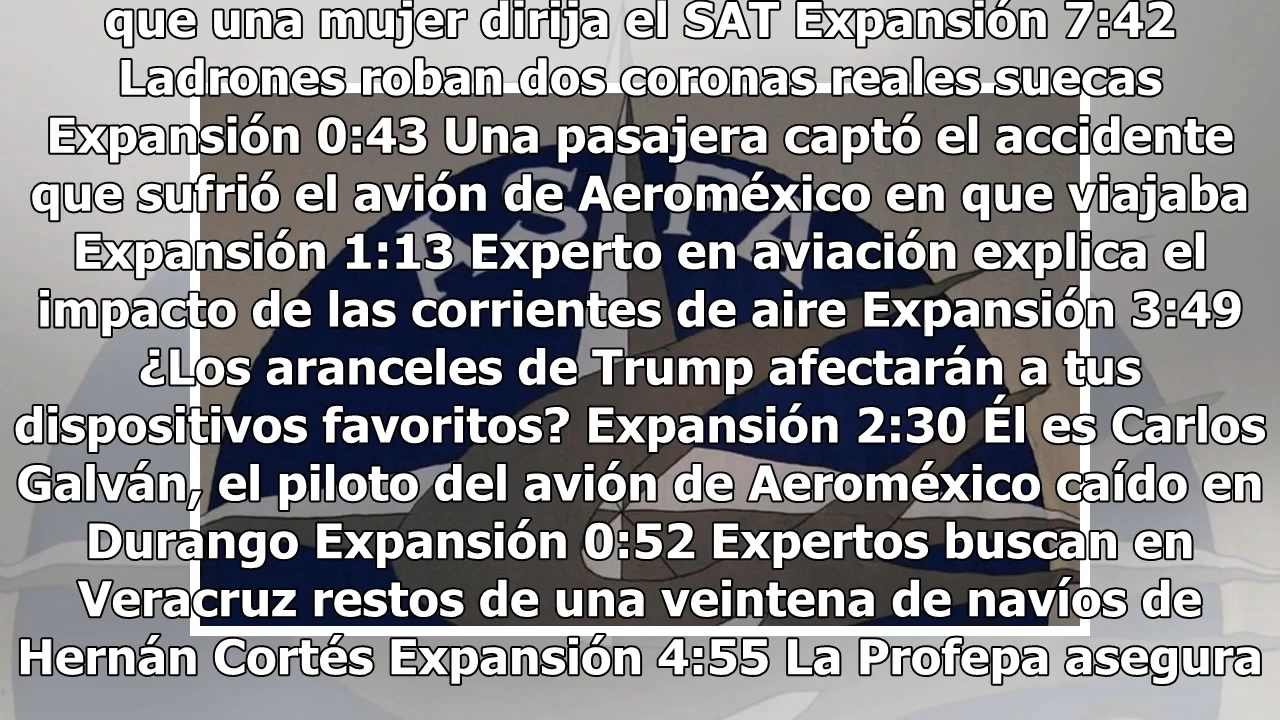 que una mujer dirija el SAT Expansión 7:42
Ladrones roban dos coronas reales suecas
Expansión 0:43 Una pasajera captó el accidente
que sufrió el avión de Aeroméxico en que viajaba
Expansión 1:13 Experto en aviación explica el
impacto de las corrientes de aire Expansión 3:49
¿Los aranceles de Trump afectarán a tus
dispositivos favoritos? Expansión 2:30 Él es Carlos
Galván, el piloto del avión de Aeroméxico caído en
Durango Expansión 0:52 Expertos buscan en
Veracruz restos de una veintena de navíos de
Hernán Cortés Expansión 4:55 La Profepa asegura